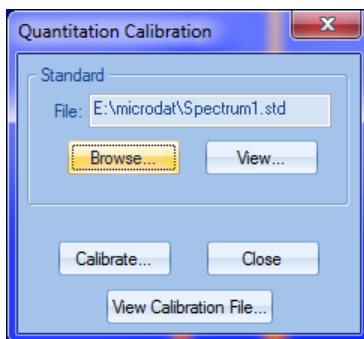 Quantitation Calibration
Standard
File: E:\microdat\Spectrum1.std
Browse... View...
Calibrate... Close
View Calibration File...